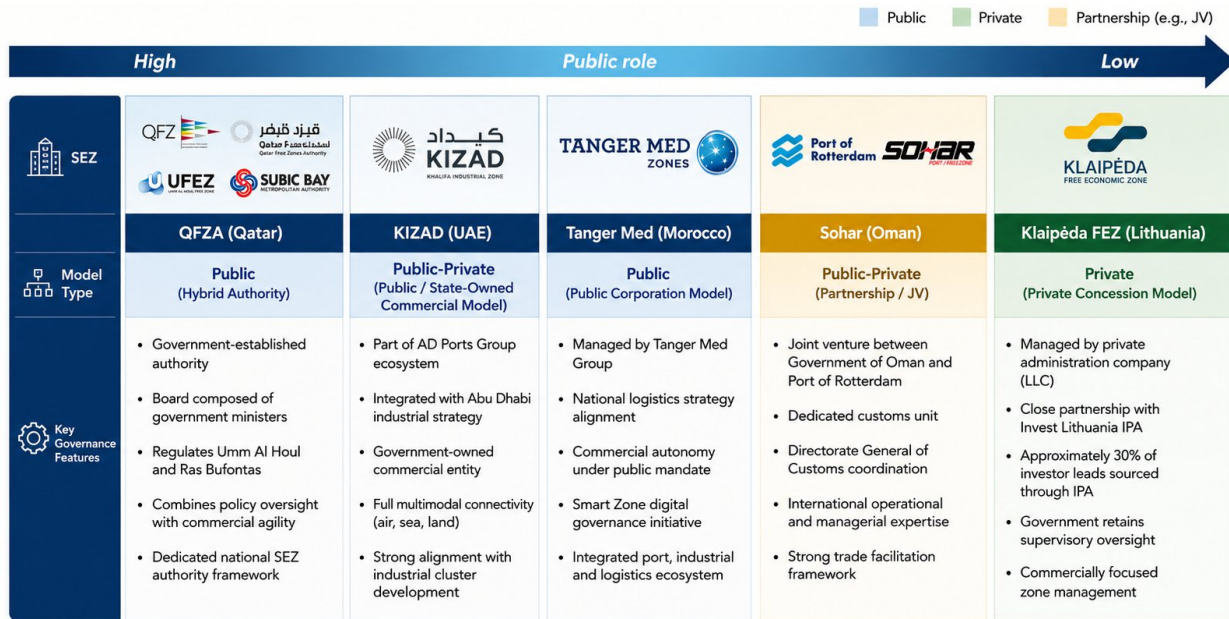 Public
Private
Partnership (e.g., JV)
High
Public role
Low
SEZ
QFZ
Qatar Free Zones Authority
UFEZ
SUBIC BAY
METROPOLITAN AUTHORITY
كيداد
KIZAD
KHALIFA INDUSTRIAL ZONE
TANGER MED
ZONES
Port of
Rotterdam
SOHAR
PORT / FREEZONE
KLAIPĖDA
FREE ECONOMIC ZONE
QFZA (Qatar)
KIZAD (UAE)
Tanger Med (Morocco)
Sohar (Oman)
Klaipėda FEZ (Lithuania)
Model
Type
Public
(Hybrid Authority)
Public-Private
(Public / State-Owned
Commercial Model)
Public
(Public Corporation Model)
Public-Private
(Partnership / JV)
Private
(Private Concession Model)
Key
Governance
Features
• Government-established
authority
• Board composed of
government ministers
• Regulates Umm Al Houl
and Ras Bufontas
• Combines policy oversight
with commercial agility
• Dedicated national SEZ
authority framework
• Part of AD Ports Group
ecosystem
• Integrated with Abu Dhabi
industrial strategy
• Government-owned
commercial entity
• Full multimodal connectivity
(air, sea, land)
• Strong alignment with
industrial cluster
development
• Managed by Tanger Med
Group
• National logistics strategy
alignment
• Commercial autonomy
under public mandate
• Smart Zone digital
governance initiative
• Integrated port, industrial
and logistics ecosystem
• Joint venture between
Government of Oman and
Port of Rotterdam
• Dedicated customs unit
• Directorate General of
Customs coordination
• International operational
and managerial expertise
• Strong trade facilitation
framework
• Managed by private
administration company
(LLC)
• Close partnership with
Invest Lithuania IPA
• Approximately 30% of
investor leads sourced
through IPA
• Government retains
supervisory oversight
• Commercially focused
zone management